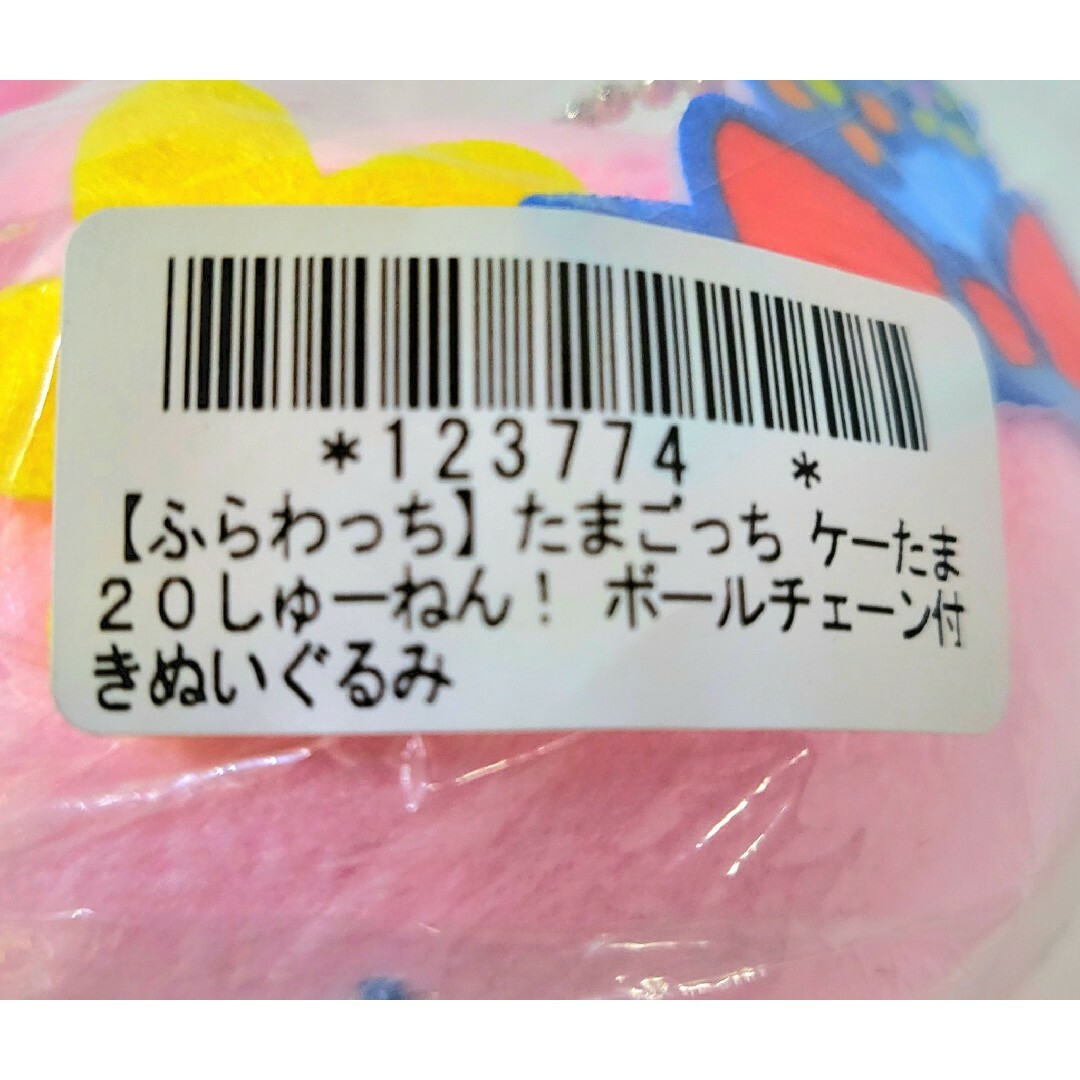 *123774 *
【ふらわっち】たまごっち ケーたま
20しゅーねん! ボールチェーン付
きぬいぐるみ